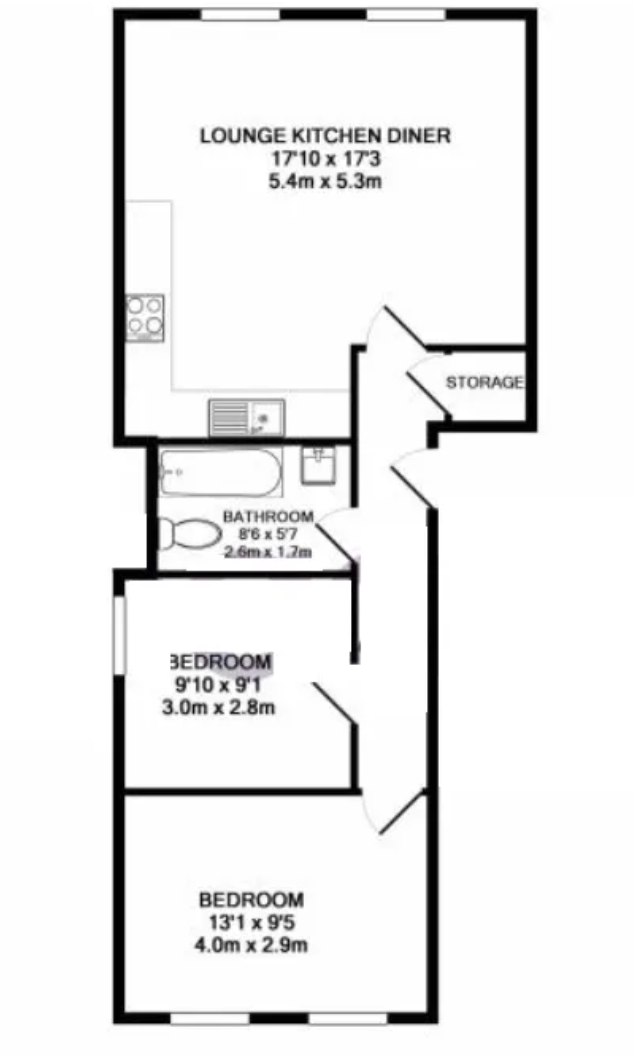 LOUNGE KITCHEN DINER
17'10 x 17'3
5.4m x 5.3m
STORAGE
BATHROOM
8'6 x 5'7
2.6m x 1.7m
BEDROOM
9'10 x 9'1
3.0m x 2.8m
BEDROOM
13'1 x 9'5
4.0m x 2.9m